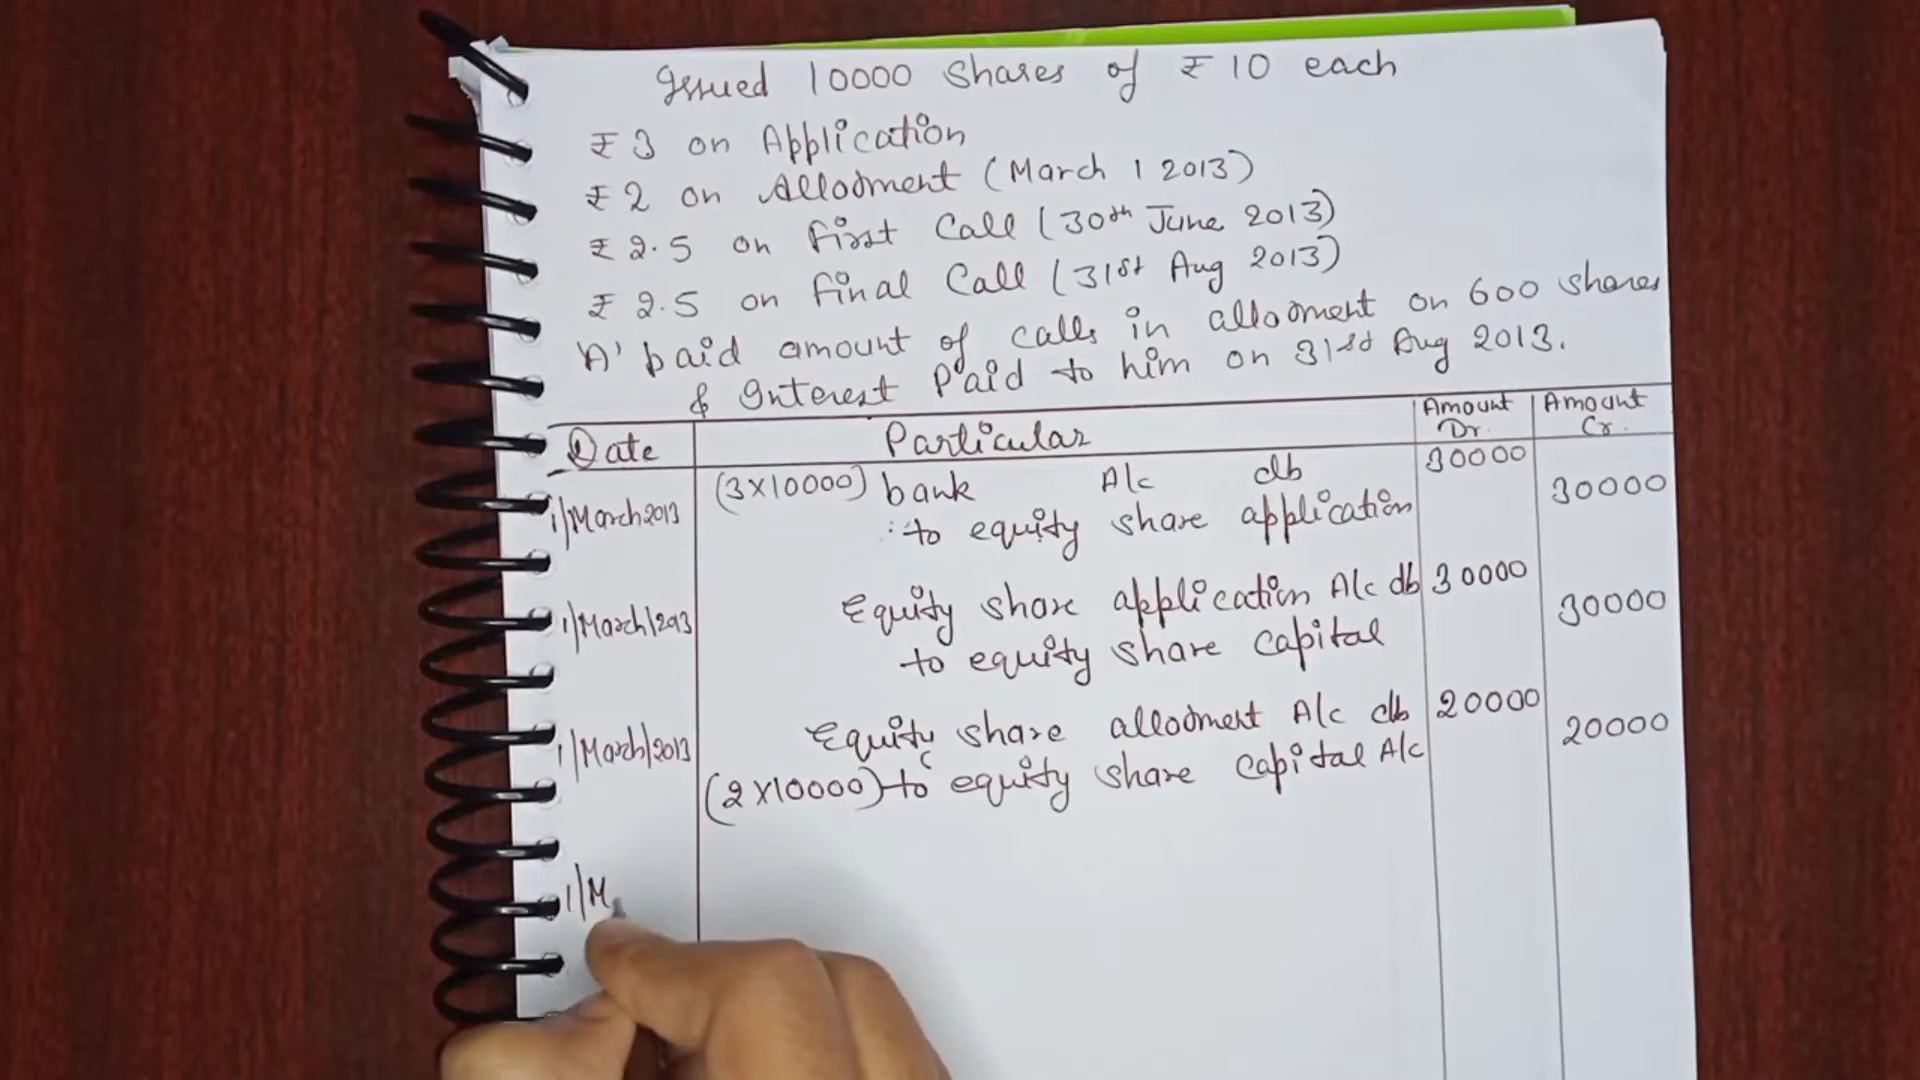 Issued 10000 shares of ₹ 10 each
₹ 3 on Application
₹ 2 on Allotment (March 1 2013)
₹ 2.5 on first Call (30th June 2013)
₹ 2.5 on final Call (31st Aug 2013)
'A' paid amount of calls in allotment on 600 shares
& Interest Paid to him on 31st Aug 2013.
Date Particular Amount Dr. Amount Cr.
1/March 2013 (3x10000) bank A/c db 30000
to equity share application 30000
1/March/2013 Equity share application A/c db 30000
to equity share capital 30000
1/March/2013 Equity share allotment A/c db 20000
(2x10000) to equity share capital A/c 20000
1/M